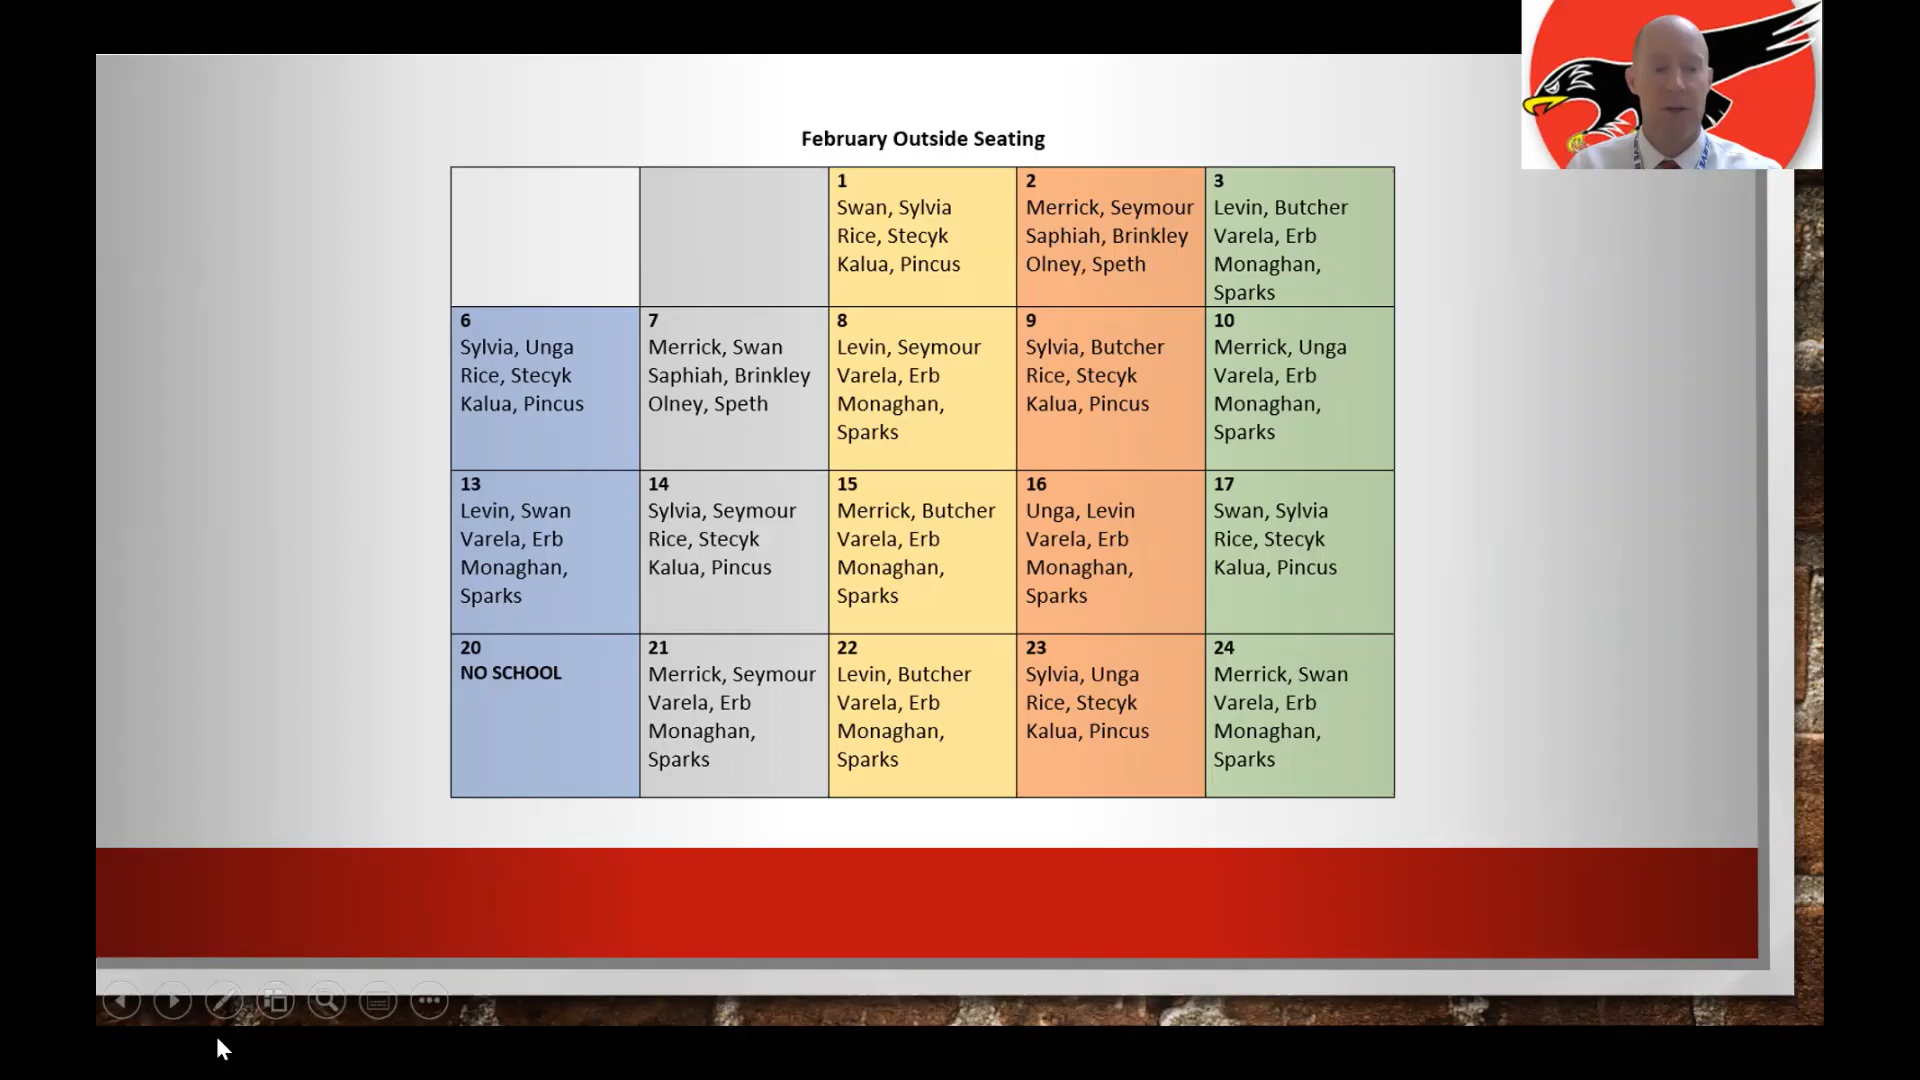 February Outside Seating
1
Swan, Sylvia
Rice, Stecyk
Kalua, Pincus
2
Merrick, Seymour
Saphiah, Brinkley
Olney, Speth
3
Levin, Butcher
Varela, Erb
Monaghan,
Sparks
6
Sylvia, Unga
Rice, Stecyk
Kalua, Pincus
7
Merrick, Swan
Saphiah, Brinkley
Olney, Speth
8
Levin, Seymour
Varela, Erb
Monaghan,
Sparks
9
Sylvia, Butcher
Rice, Stecyk
Kalua, Pincus
10
Merrick, Unga
Varela, Erb
Monaghan,
Sparks
13
Levin, Swan
Varela, Erb
Monaghan,
Sparks
14
Sylvia, Seymour
Rice, Stecyk
Kalua, Pincus
15
Merrick, Butcher
Varela, Erb
Monaghan,
Sparks
16
Unga, Levin
Varela, Erb
Monaghan,
Sparks
17
Swan, Sylvia
Rice, Stecyk
Kalua, Pincus
20
NO SCHOOL
21
Merrick, Seymour
Varela, Erb
Monaghan,
Sparks
22
Levin, Butcher
Varela, Erb
Monaghan,
Sparks
23
Sylvia, Unga
Rice, Stecyk
Kalua, Pincus
24
Merrick, Swan
Varela, Erb
Monaghan,
Sparks